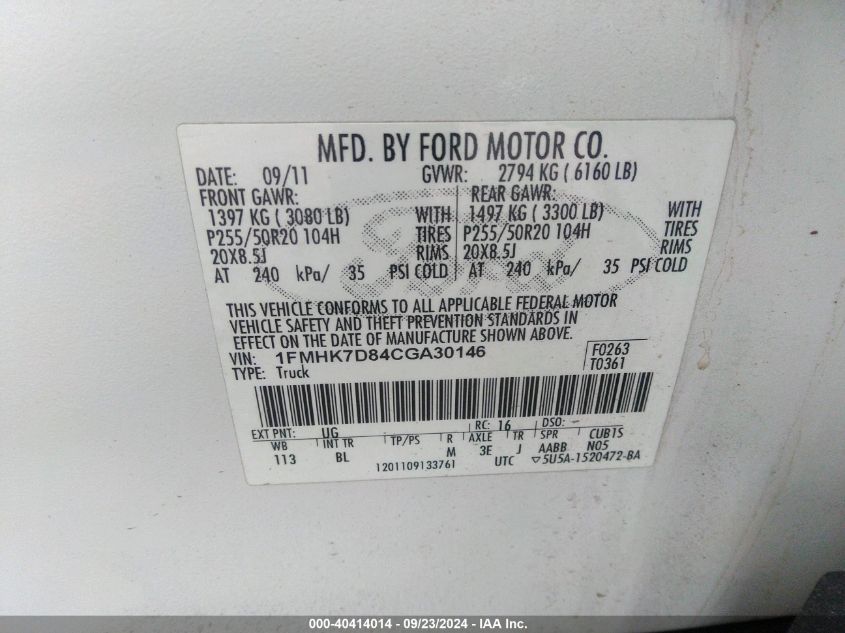 MFD. BY FORD MOTOR CO.
DATE: 09/11 GVWR: 2794 KG ( 6160 LB)
FRONT GAWR: REAR GAWR:
1397 KG ( 3080 LB) WITH 1497 KG ( 3300 LB) WITH
P255/50R20 104H TIRES P255/50R20 104H TIRES
20X8.5J RIMS 20X8.5J RIMS
AT 240 kPa/ 35 PSI COLD AT 240 kPa/ 35 PSI COLD
Ford
THIS VEHICLE CONFORMS TO ALL APPLICABLE FEDERAL MOTOR
VEHICLE SAFETY AND THEFT PREVENTION STANDARDS IN
EFFECT ON THE DATE OF MANUFACTURE SHOWN ABOVE.
VIN: 1FMHK7D84CGA30146 F0263
TYPE: Truck T0361
EXT PNT: UG RC: 16 DSO: -
WB INT TR TP/PS R AXLE TR SPR CUB1S
113 BL M 3E J AABB N05
1201109133761 UTC ▽5U5A-1520472-BA
000-40414014 - 09/23/2024 - IAA Inc.